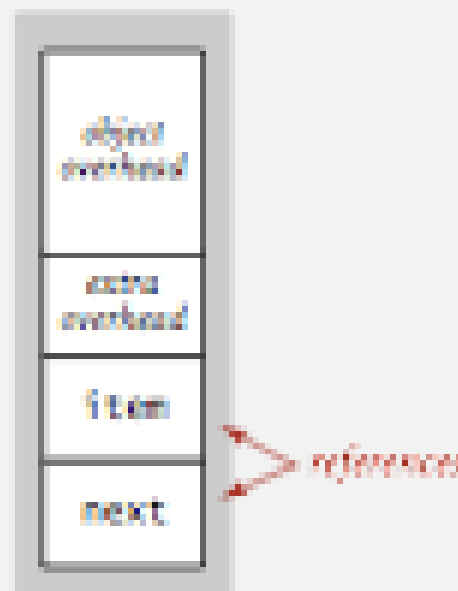 object
overhead
extra
overhead
item
references
next